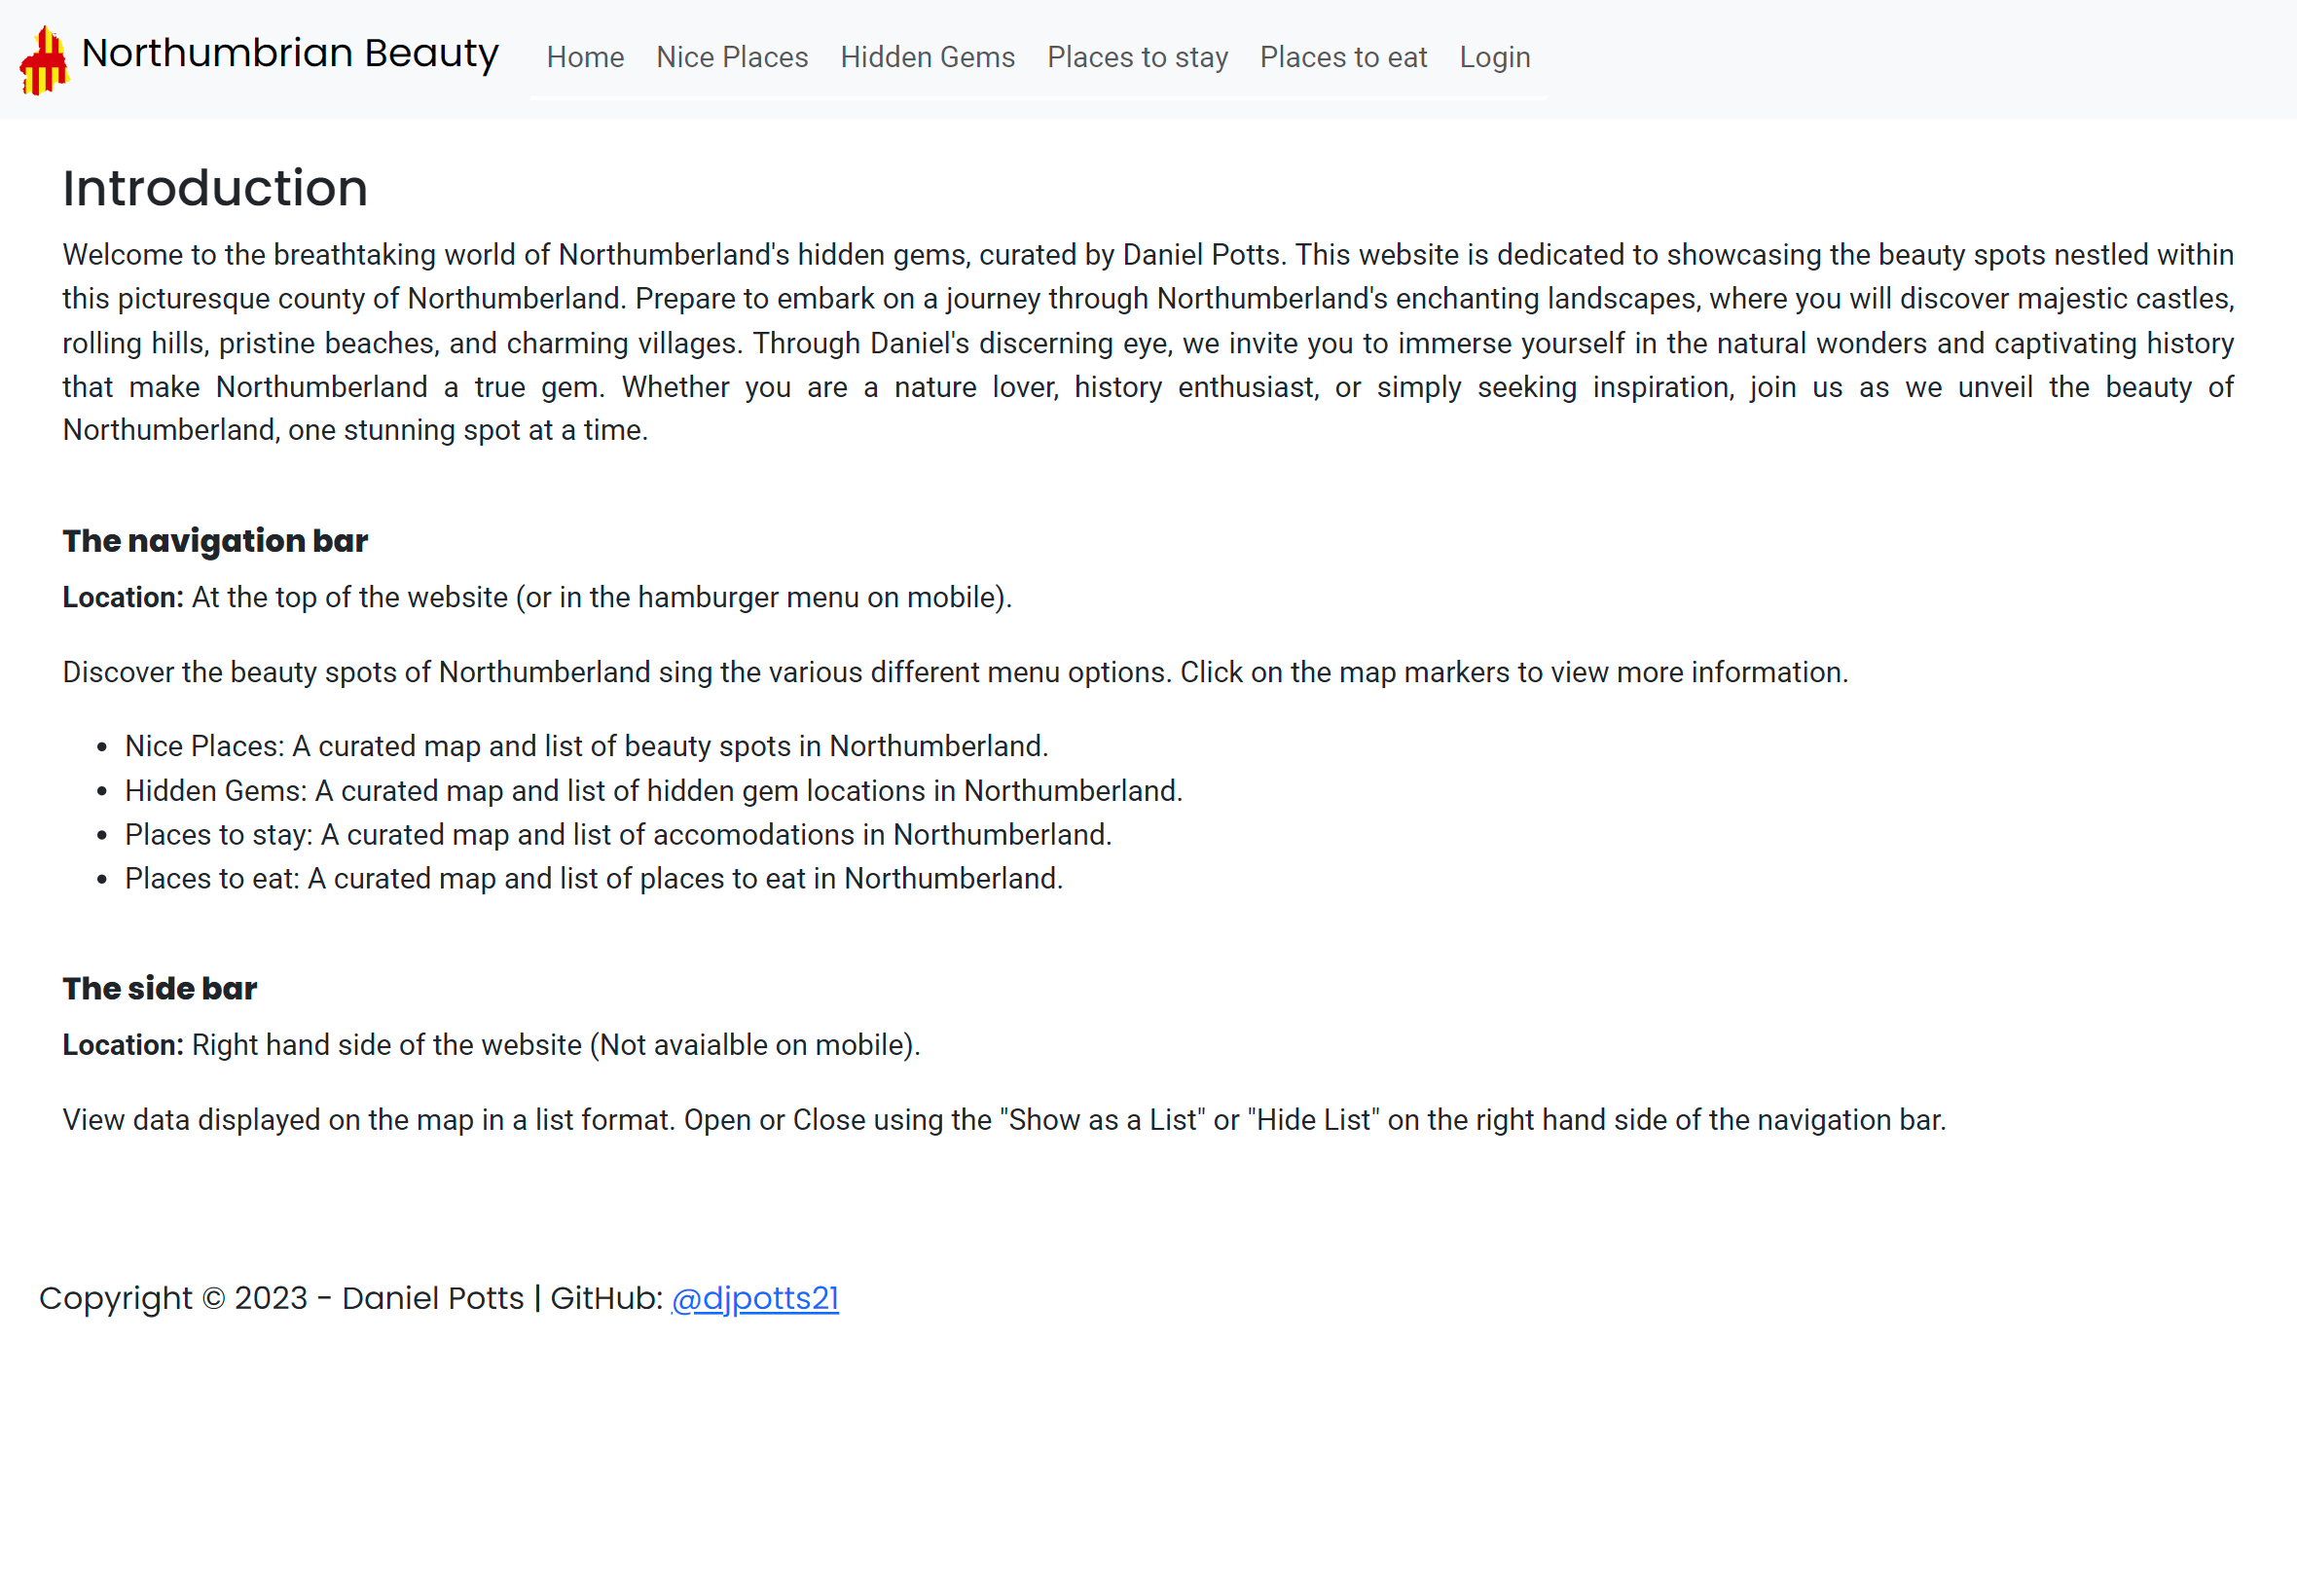 Northumbrian Beauty
Home Nice Places Hidden Gems Places to stay Places to eat Login
Introduction
Welcome to the breathtaking world of Northumberland's hidden gems, curated by Daniel Potts. This website is dedicated to showcasing the beauty spots nestled within
this picturesque county of Northumberland. Prepare to embark on a journey through Northumberland's enchanting landscapes, where you will discover majestic castles,
rolling hills, pristine beaches, and charming villages. Through Daniel's discerning eye, we invite you to immerse yourself in the natural wonders and captivating history
that make Northumberland a true gem. Whether you are a nature lover, history enthusiast, or simply seeking inspiration, join us as we unveil the beauty of
Northumberland, one stunning spot at a time.
The navigation bar
Location: At the top of the website (or in the hamburger menu on mobile).
Discover the beauty spots of Northumberland sing the various different menu options. Click on the map markers to view more information.
• Nice Places: A curated map and list of beauty spots in Northumberland.
• Hidden Gems: A curated map and list of hidden gem locations in Northumberland.
• Places to stay: A curated map and list of accomodations in Northumberland.
• Places to eat: A curated map and list of places to eat in Northumberland.
The side bar
Location: Right hand side of the website (Not avaialble on mobile).
View data displayed on the map in a list format. Open or Close using the "Show as a List" or "Hide List" on the right hand side of the navigation bar.
Copyright © 2023 - Daniel Potts | GitHub: @djpotts21